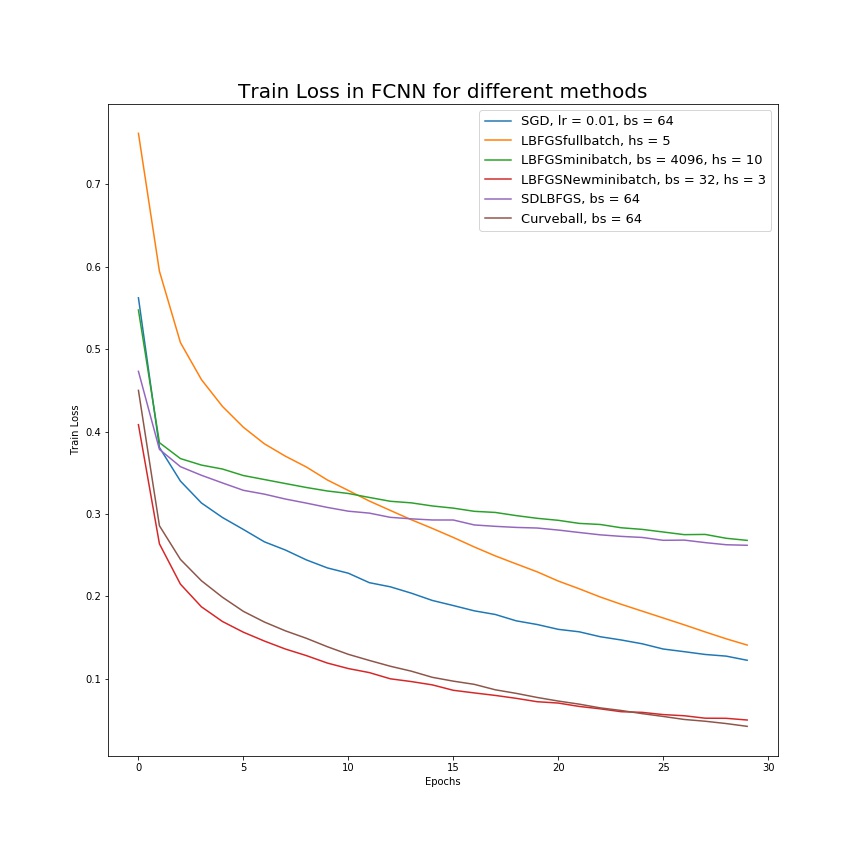 Train Loss in FCNN for different methods
SGD, lr = 0.01, bs = 64
LBFGSfullbatch, hs = 5
LBFGSminibatch, bs = 4096, hs = 10
LBFGSNewminibatch, bs = 32, hs = 3
SDLBFGS, bs = 64
Curveball, bs = 64
0.7
0.6
0.5
0.4
0.3
0.2
0.1
Train Loss
0 5 10 15 20 25 30
Epochs